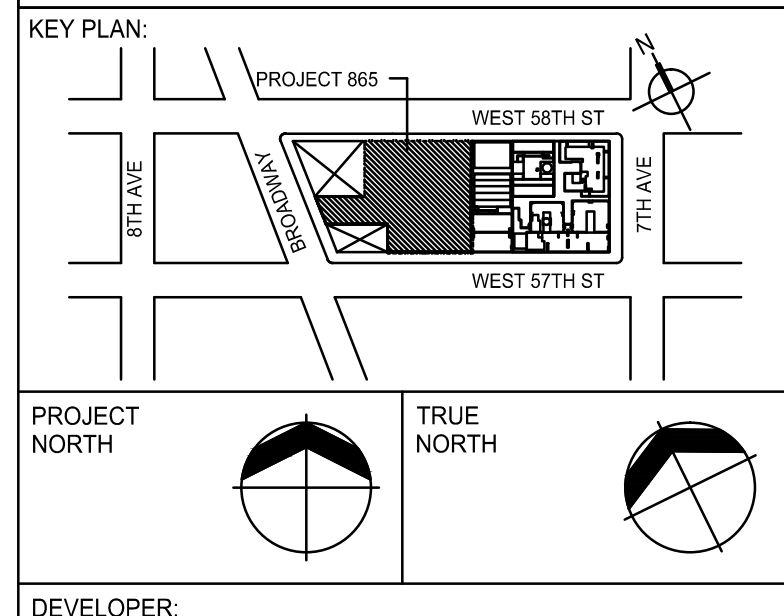 KEY PLAN:
N
PROJECT 865
WEST 58TH ST
8TH AVE
BROADWAY
7TH AVE
WEST 57TH ST
PROJECT
NORTH
TRUE
NORTH
DEVELOPER: